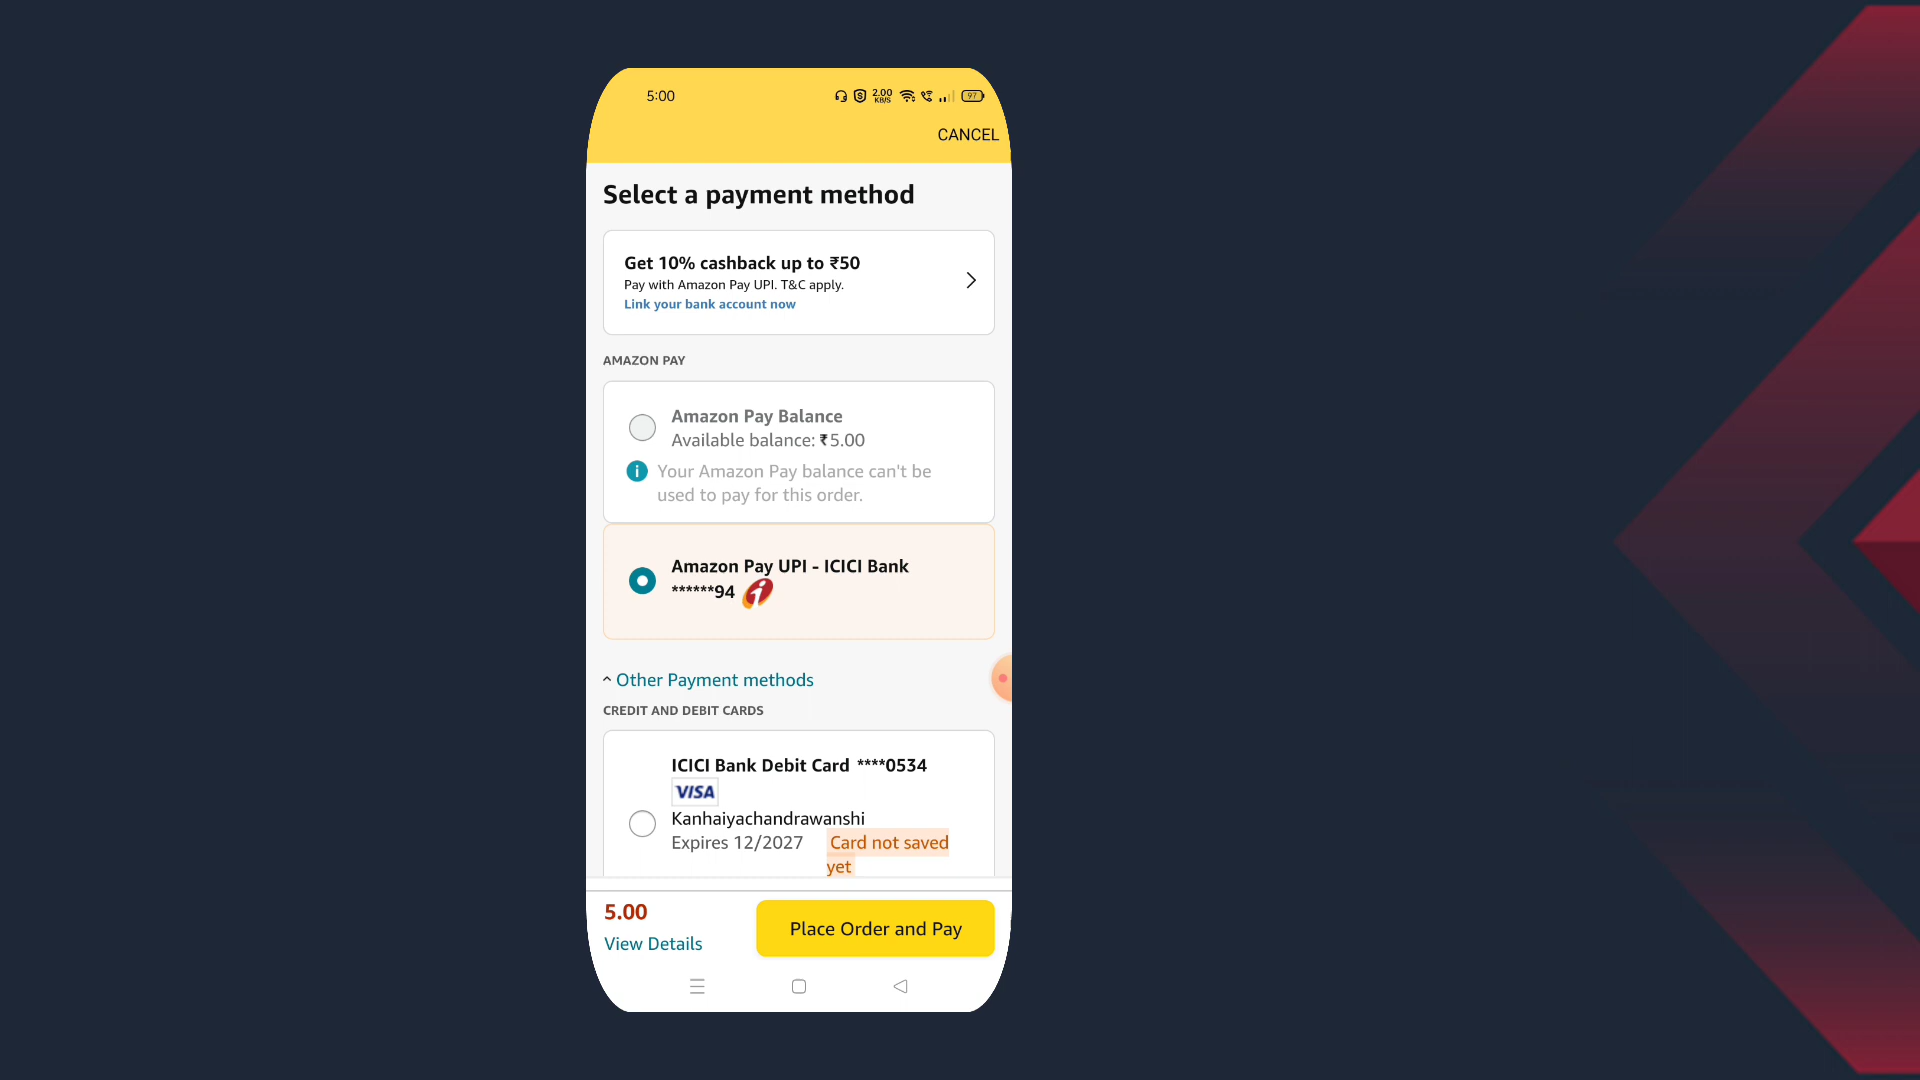 5:00
2.00
KB/S
97
CANCEL
Select a payment method
Get 10% cashback up to ₹50
Pay with Amazon Pay UPI. T&C apply.
Link your bank account now
AMAZON PAY
Amazon Pay Balance
Available balance: ₹5.00
Your Amazon Pay balance can't be
used to pay for this order.
Amazon Pay UPI - ICICI Bank
******94
Other Payment methods
CREDIT AND DEBIT CARDS
ICICI Bank Debit Card ****0534
VISA
Kanhaiyachandrawanshi
Expires 12/2027 Card not saved
yet
5.00
View Details
Place Order and Pay